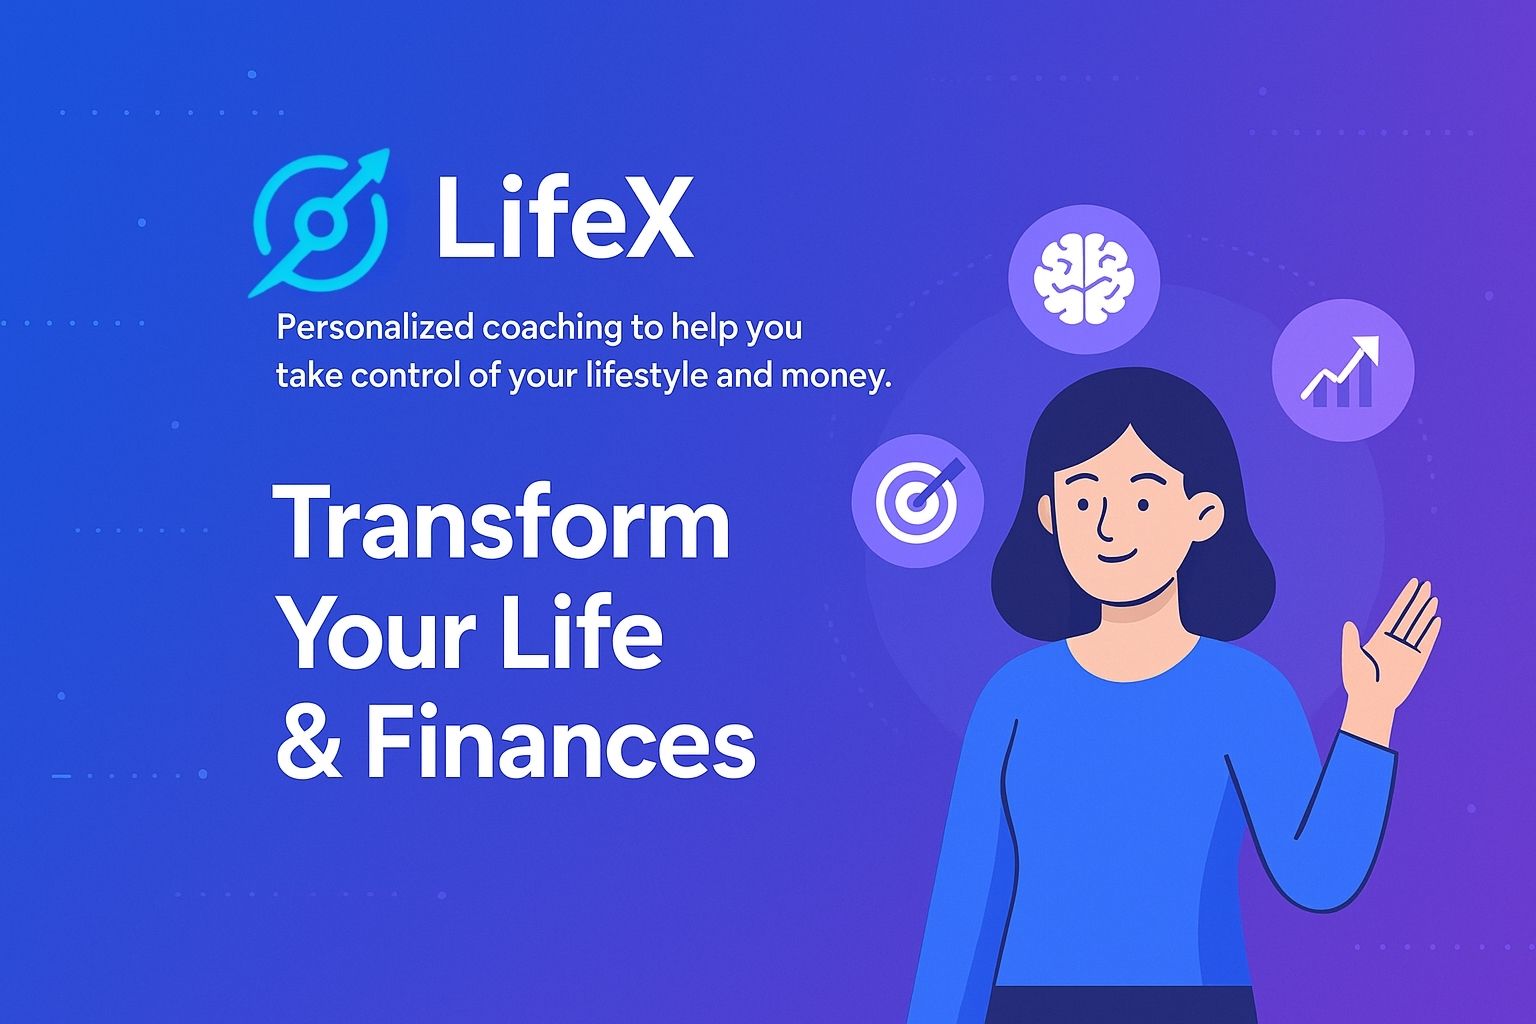 LifeX
Personalized coaching to help you
take control of your lifestyle and money.
Transform
Your Life
& Finances